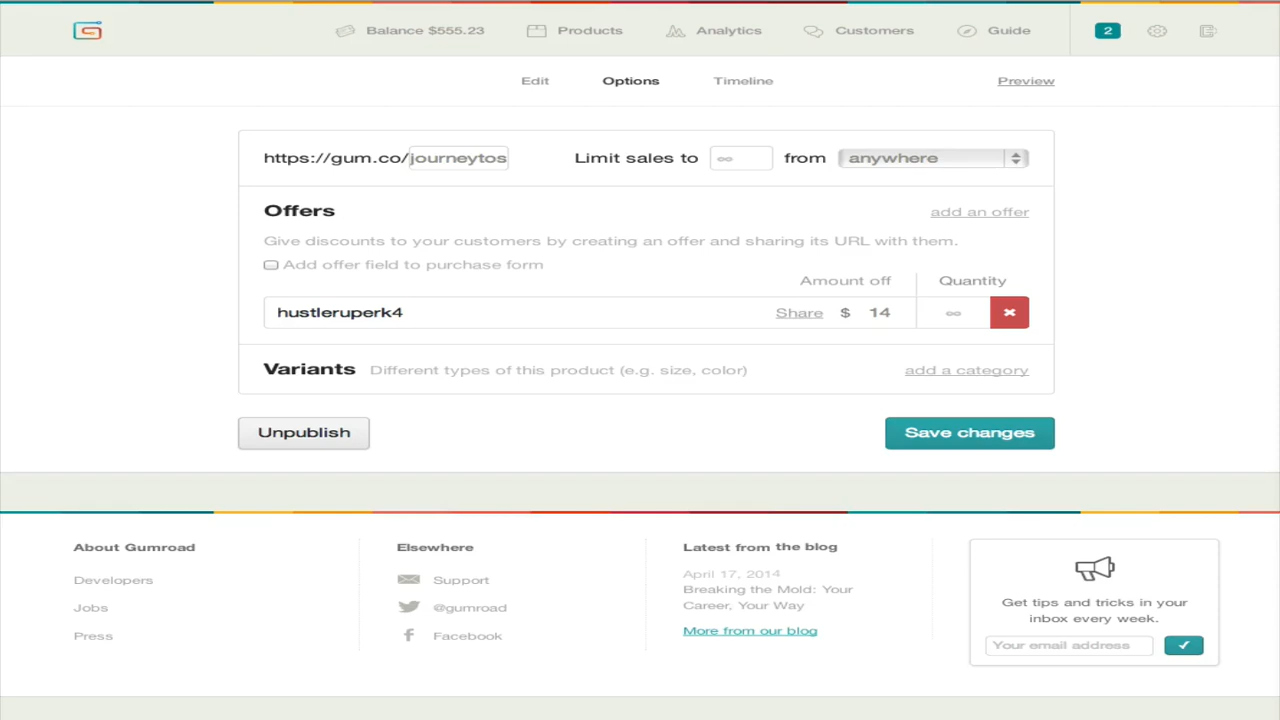 Balance $555.23 Products Analytics Customers Guide 2
Edit Options Timeline Preview
https://gum.co/journeytos Limit sales to ∞ from anywhere
Offers add an offer
Give discounts to your customers by creating an offer and sharing its URL with them.
Add offer field to purchase form
Amount off Quantity
hustleruperk4 Share $ 14 ∞
Variants Different types of this product (e.g. size, color) add a category
Unpublish Save changes
About Gumroad
Developers
Jobs
Press
Elsewhere
Support
@gumroad
Facebook
Latest from the blog
April 17, 2014
Breaking the Mold: Your
Career, Your Way
More from our blog
Get tips and tricks in your
inbox every week.
Your email address